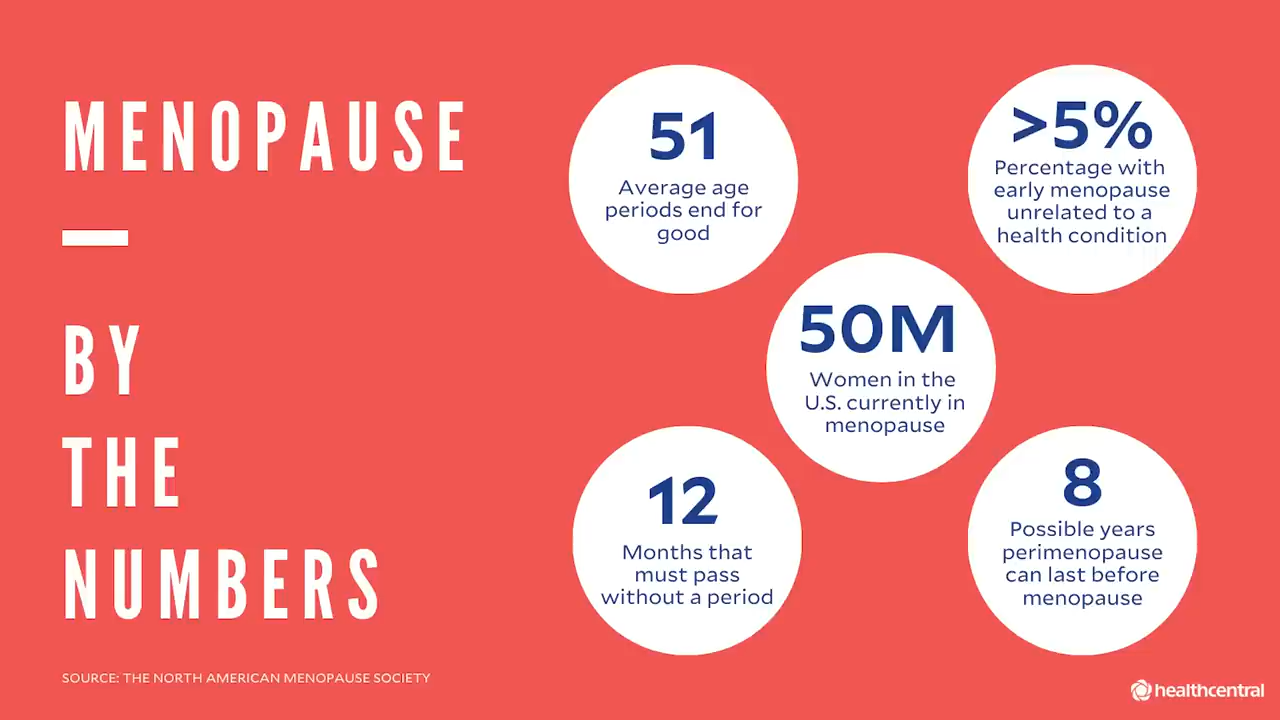 MENOPAUSE
BY
THE
NUMBERS
SOURCE: THE NORTH AMERICAN MENOPAUSE SOCIETY
51
Average age
periods end for
good
>5%
Percentage with
early menopause
unrelated to a
health condition
50M
Women in the
U.S. currently in
menopause
12
Months that
must pass
without a period
8
Possible years
perimenopause
can last before
menopause
healthcentral